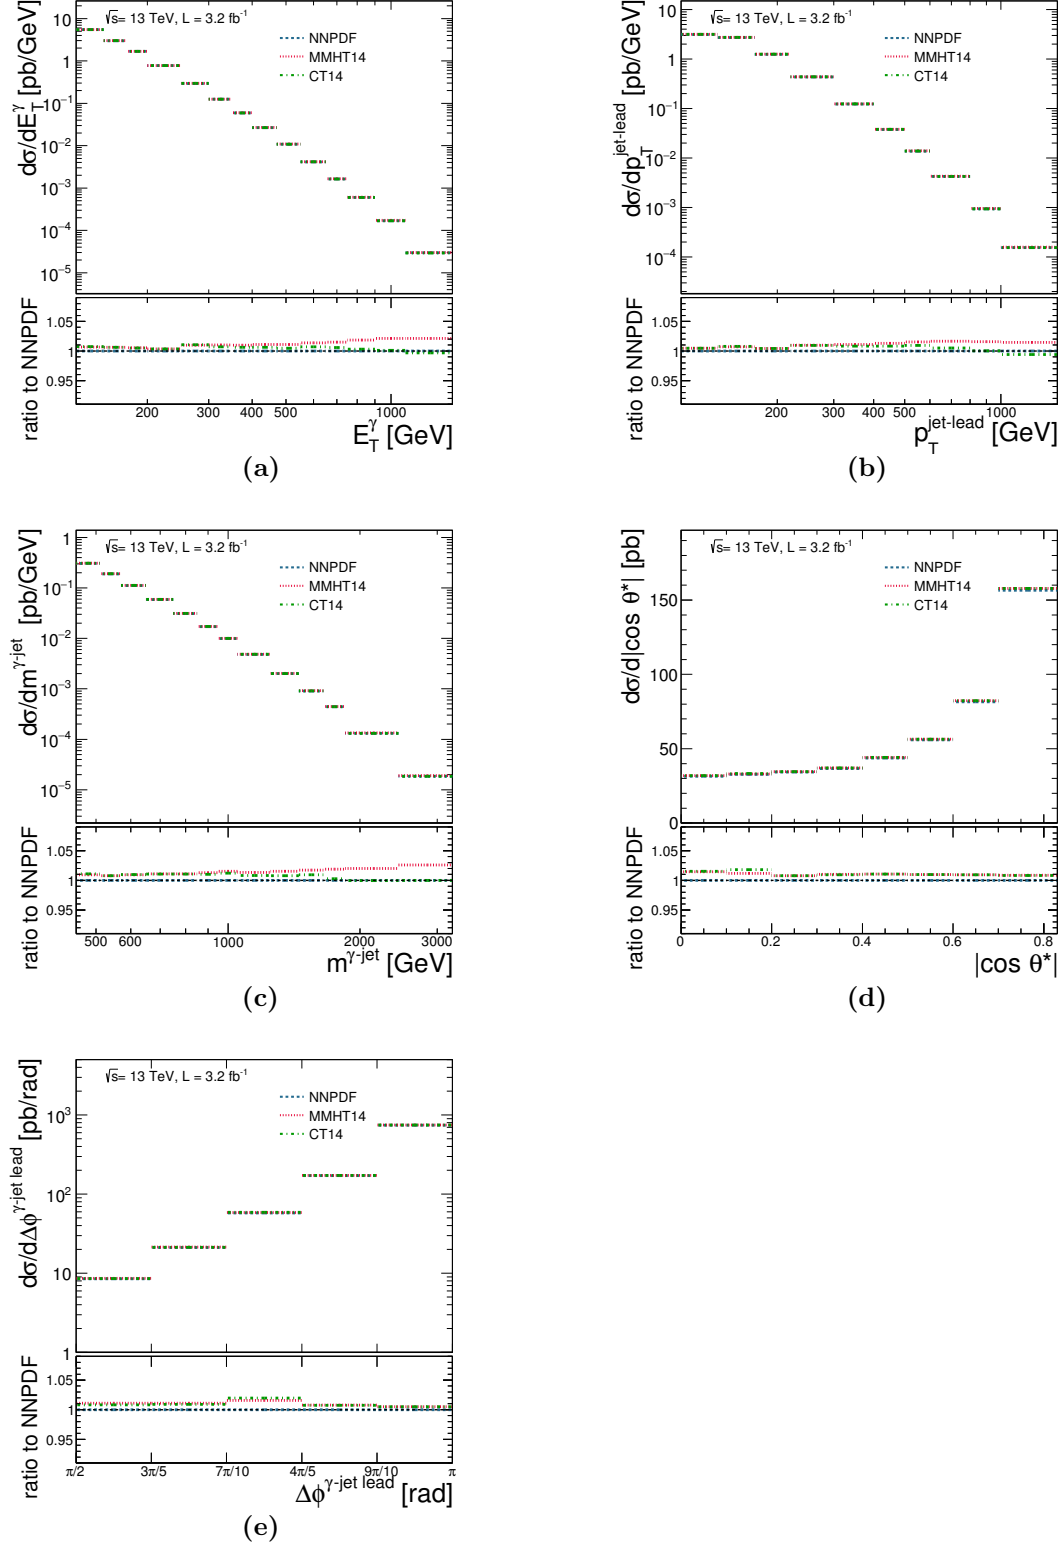 √s= 13 TeV, L = 3.2 fb⁻¹
NNPDF
MMHT14
CT14
dσ/dE_T^γ [pb/GeV]
10
1
10⁻¹
10⁻²
10⁻³
10⁻⁴
10⁻⁵
ratio to NNPDF
1.05
1
0.95
200 300 400 500 1000
E_T^γ [GeV]
(a)
√s= 13 TeV, L = 3.2 fb⁻¹
NNPDF
MMHT14
CT14
dσ/dp_T^jet-lead [pb/GeV]
10
1
10⁻¹
10⁻²
10⁻³
10⁻⁴
ratio to NNPDF
1.05
1
0.95
200 300 400 500 1000
p_T^jet-lead [GeV]
(b)
√s= 13 TeV, L = 3.2 fb⁻¹
NNPDF
MMHT14
CT14
dσ/dm^γ-jet [pb/GeV]
1
10⁻¹
10⁻²
10⁻³
10⁻⁴
10⁻⁵
ratio to NNPDF
1.05
1
0.95
500 600 1000 2000 3000
m^γ-jet [GeV]
(c)
√s= 13 TeV, L = 3.2 fb⁻¹
NNPDF
MMHT14
CT14
dσ/d|cos θ*| [pb]
150
100
50
0
ratio to NNPDF
1.05
1
0.95
0 0.2 0.4 0.6 0.8
|cos θ*|
(d)
√s= 13 TeV, L = 3.2 fb⁻¹
NNPDF
MMHT14
CT14
dσ/dΔϕ^γ-jet lead [pb/rad]
10³
10²
10
1
ratio to NNPDF
1.05
1
0.95
π/2 3π/5 7π/10 4π/5 9π/10 π
Δϕ^γ-jet lead [rad]
(e)